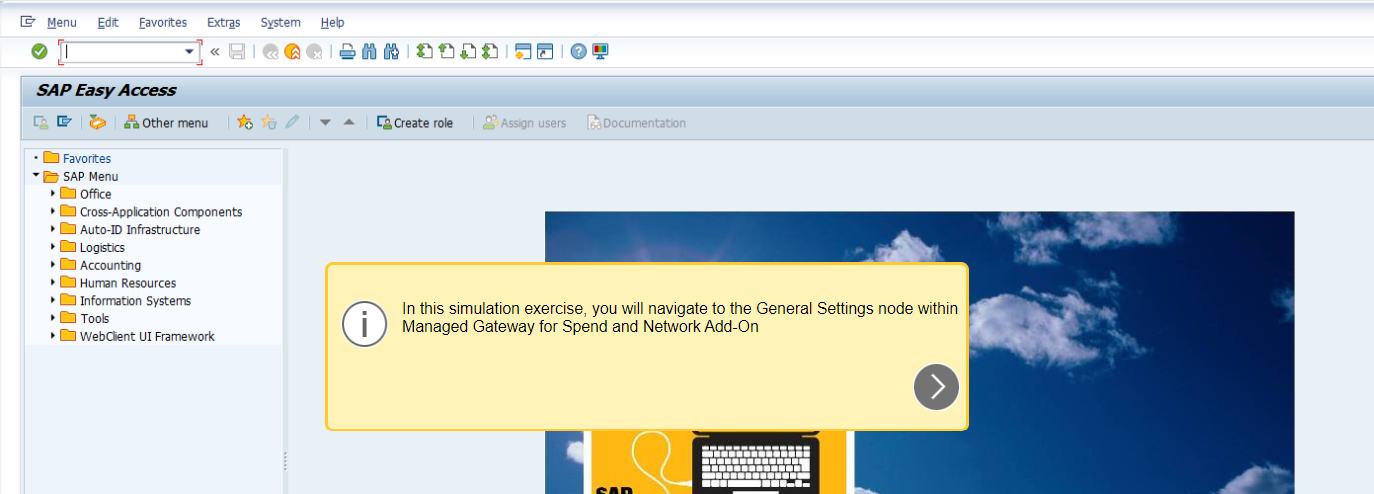 Menu Edit Favorites Extras System Help
SAP Easy Access
Other menu Create role Assign users Documentation
Favorites
SAP Menu
Office
Cross-Application Components
Auto-ID Infrastructure
Logistics
Accounting
Human Resources
Information Systems
Tools
WebClient UI Framework
In this simulation exercise, you will navigate to the General Settings node within
Managed Gateway for Spend and Network Add-On
SAP